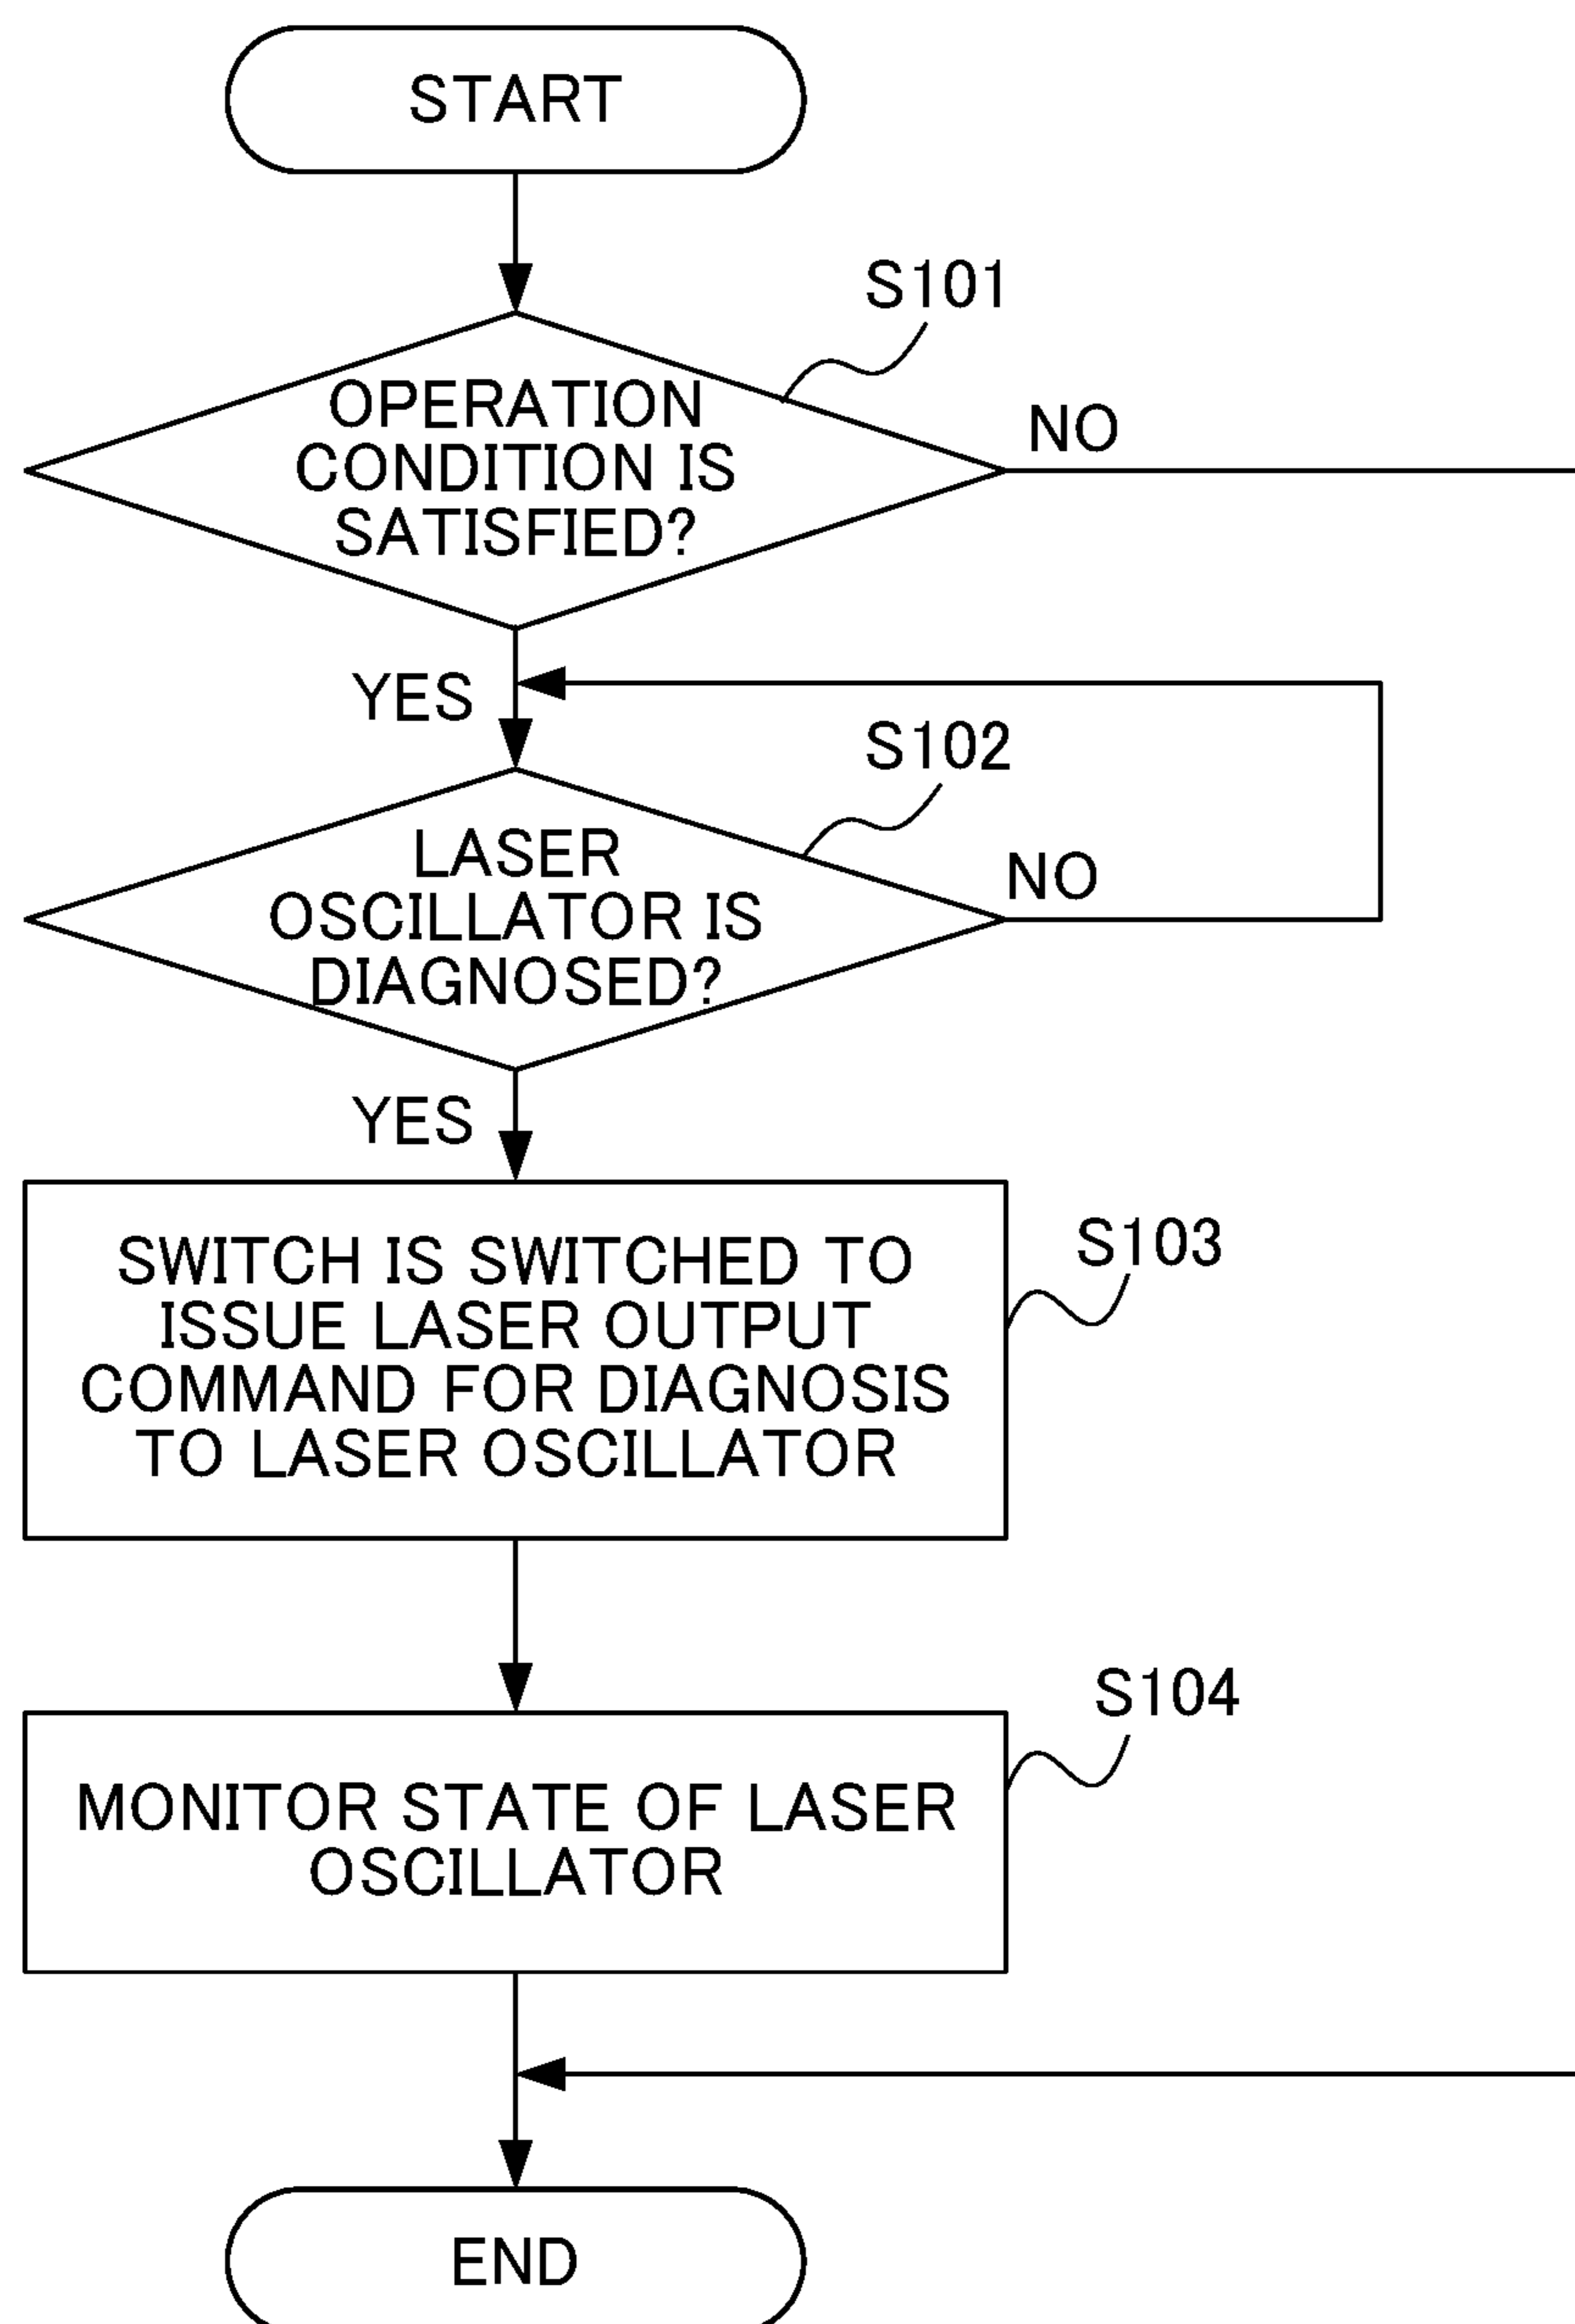 START
S101
OPERATION
CONDITION IS
SATISFIED?
NO
YES
S102
LASER
OSCILLATOR IS
DIAGNOSED?
NO
YES
SWITCH IS SWITCHED TO
ISSUE LASER OUTPUT
COMMAND FOR DIAGNOSIS
TO LASER OSCILLATOR
S103
S104
MONITOR STATE OF LASER
OSCILLATOR
END